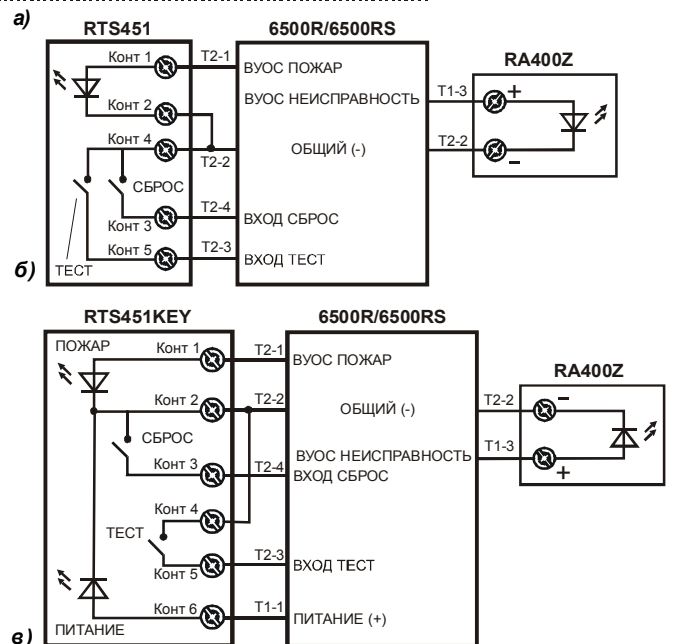 а)
RTS451
6500R/6500RS
RA400Z
Конт 1
T2-1
ВУОС ПОЖАР
ВУОС НЕИСПРАВНОСТЬ
T1-3
+
Конт 2
Конт 4
T2-2
ОБЩИЙ (-)
T2-2
–
СБРОС
T2-4
ВХОД СБРОС
Конт 3
Конт 5
T2-3
ВХОД ТЕСТ
ТЕСТ
б)
RTS451KEY
6500R/6500RS
RA400Z
ПОЖАР
Конт 1
T2-1
ВУОС ПОЖАР
Конт 2
T2-2
ОБЩИЙ (-)
T2-2
–
СБРОС
ВУОС НЕИСПРАВНОСТЬ
T1-3
+
Конт 3
T2-4
ВХОД СБРОС
Конт 4
ТЕСТ
Конт 5
T2-3
ВХОД ТЕСТ
Конт 6
T1-1
ПИТАНИЕ (+)
ПИТАНИЕ
в)